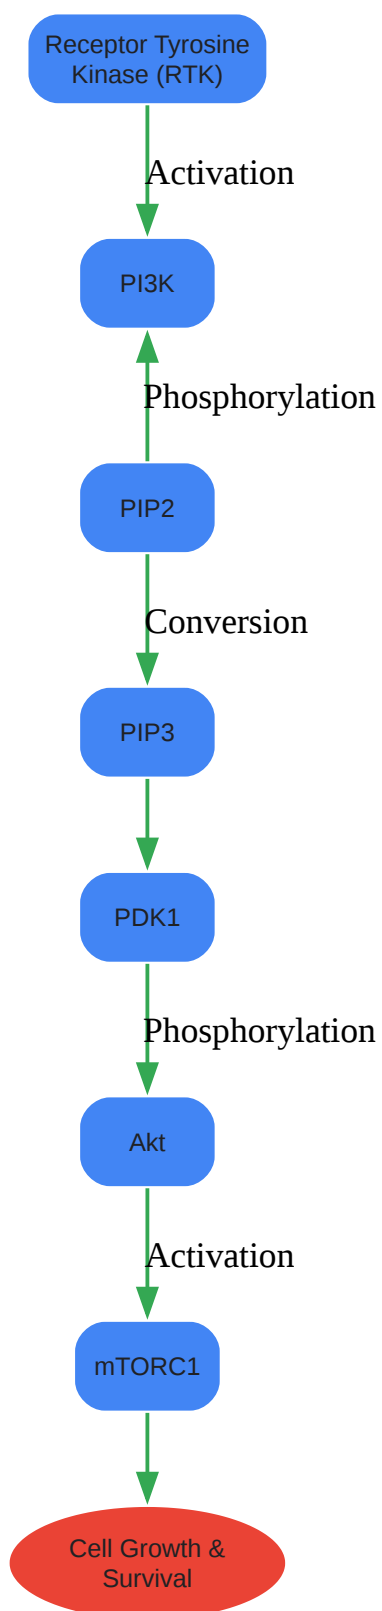 Receptor Tyrosine
Kinase (RTK)
Activation
PI3K
Phosphorylation
PIP2
Conversion
PIP3
PDK1
Phosphorylation
Akt
Activation
mTORC1
Cell Growth &
Survival